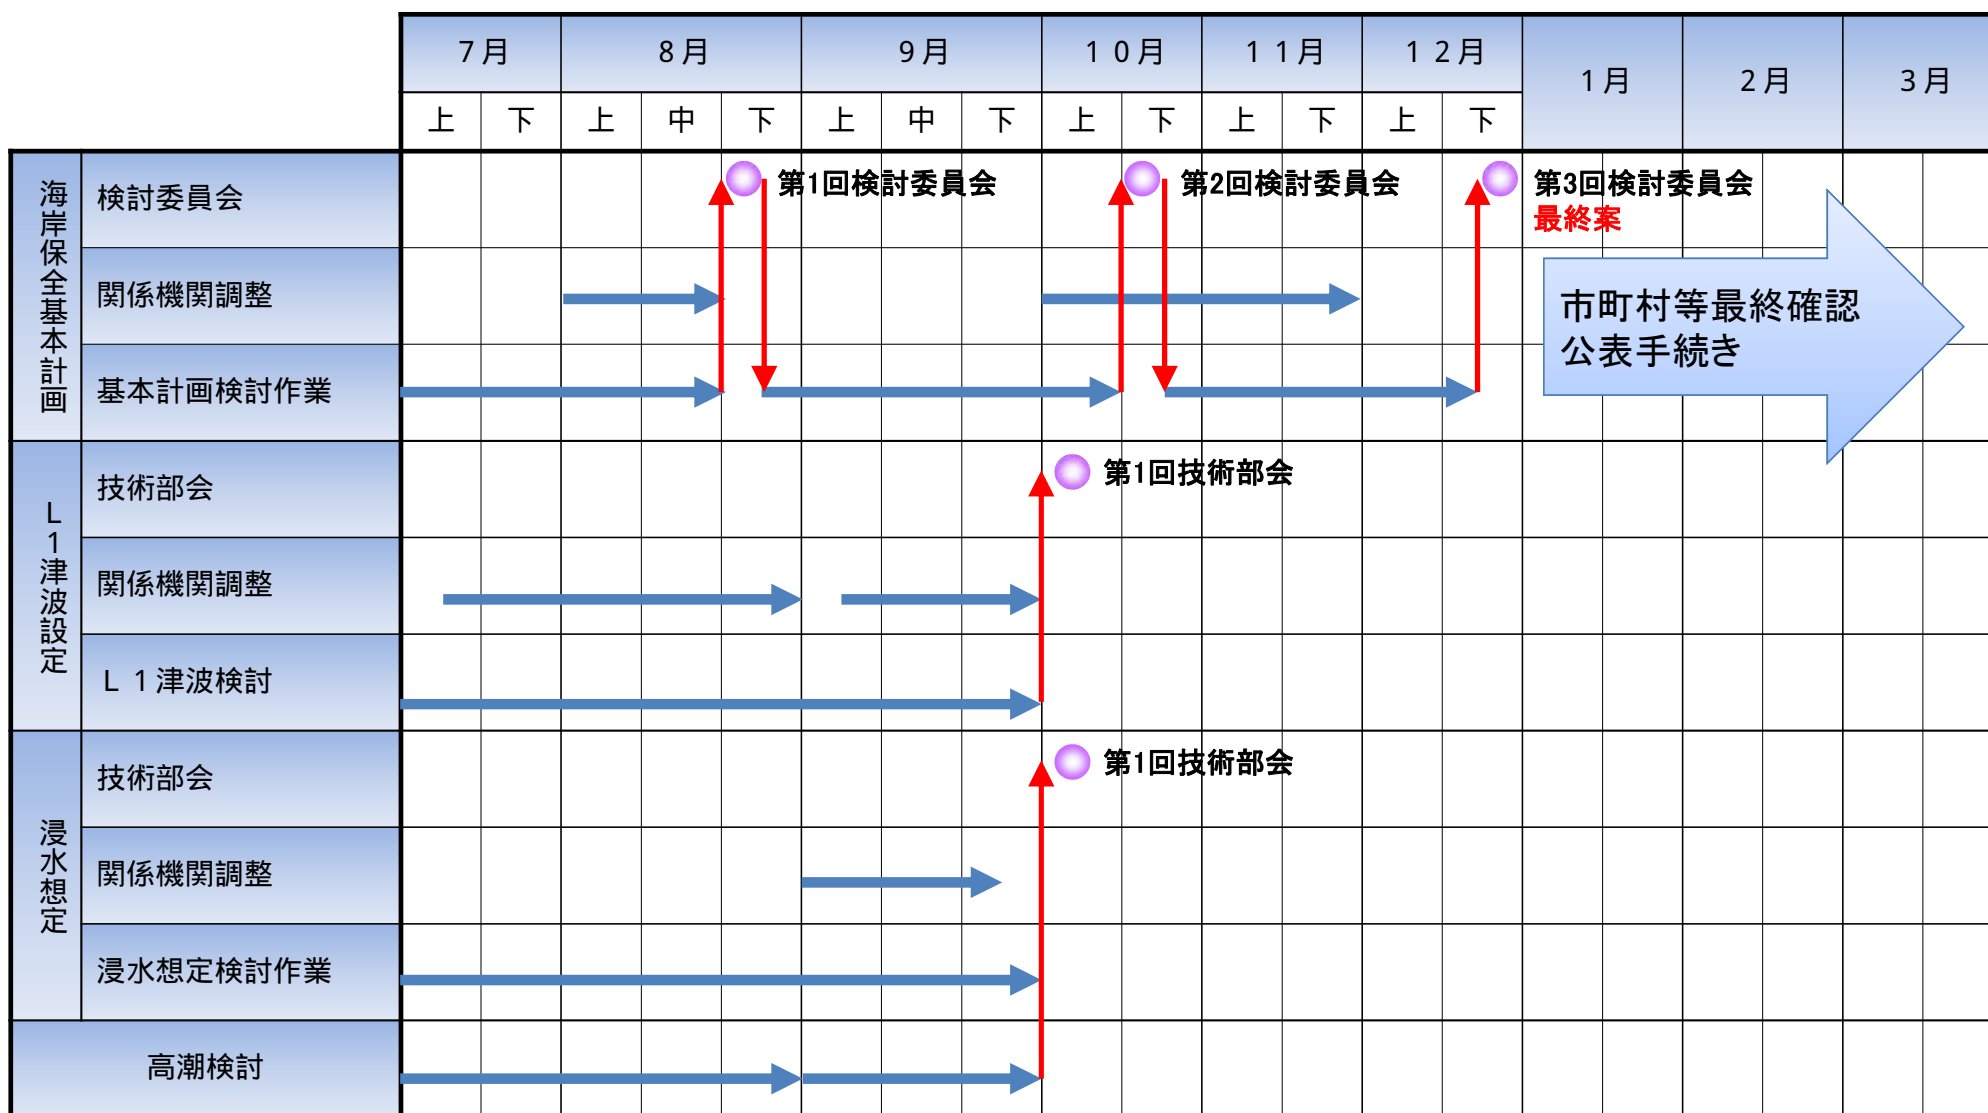 7月 8月 9月 10月 11月 12月 1月 2月 3月
上 下 上 中 下 上 中 下 上 下 上 下 上 下
海岸保全基本計画
検討委員会
第1回検討委員会 第2回検討委員会 第3回検討委員会
最終案
関係機関調整
市町村等最終確認
公表手続き
基本計画検討作業
L1津波設定
技術部会
第1回技術部会
関係機関調整
L1津波検討
浸水想定
技術部会
第1回技術部会
関係機関調整
浸水想定検討作業
高潮検討